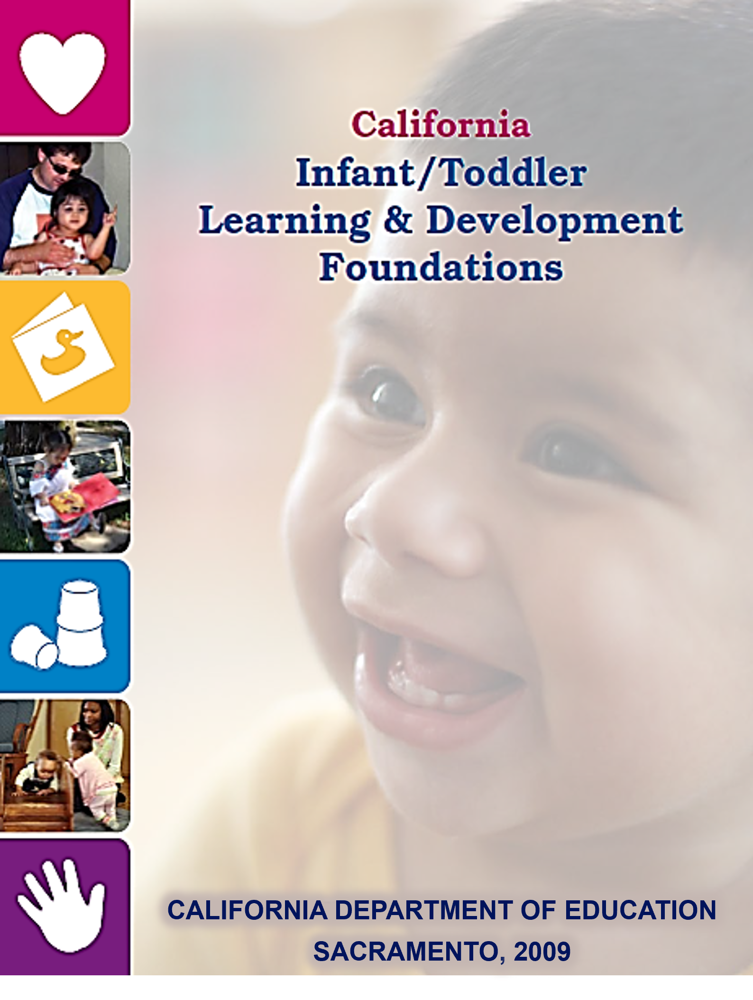 California
Infant/Toddler
Learning & Development
Foundations
CALIFORNIA DEPARTMENT OF EDUCATION
SACRAMENTO, 2009